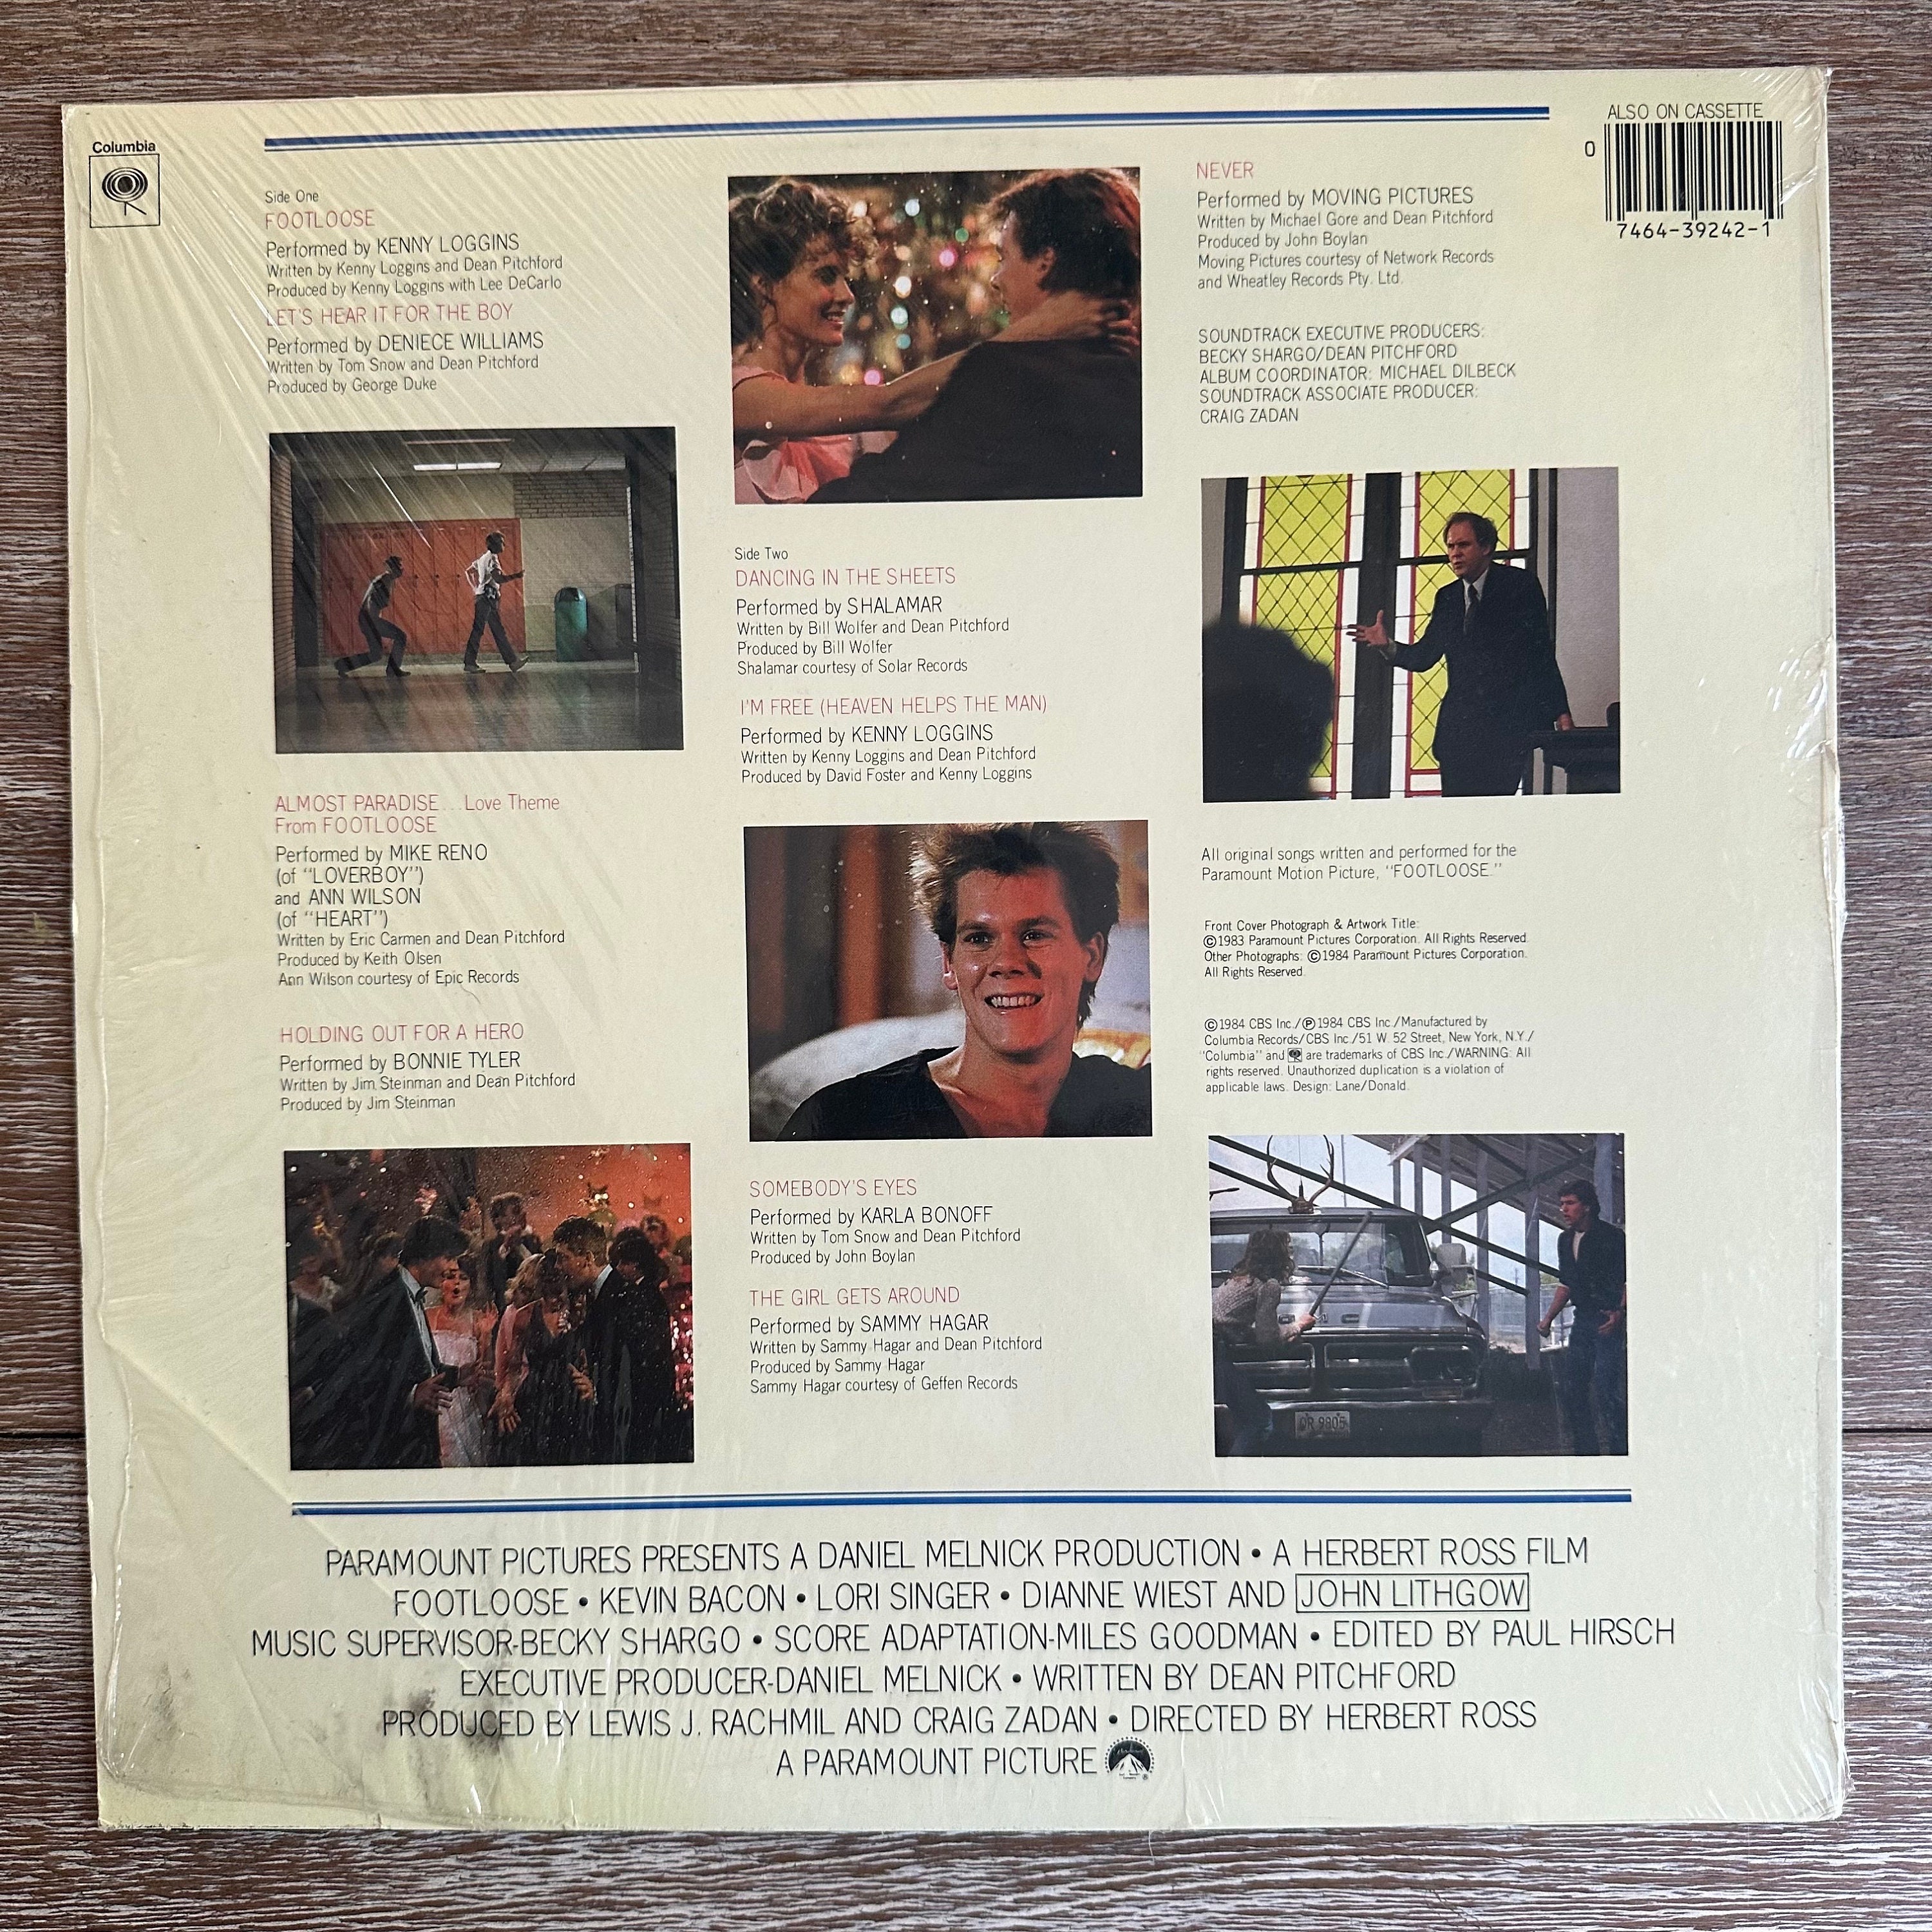 Columbia
Side One
FOOTLOOSE
Performed by KENNY LOGGINS
Written by Kenny Loggins and Dean Pitchford
Produced by Kenny Loggins with Lee DeCarlo
LET'S HEAR IT FOR THE BOY
Performed by DENIECE WILLIAMS
Written by Tom Snow and Dean Pitchford
Produced by George Duke
ALMOST PARADISE...Love Theme
From FOOTLOOSE
Performed by MIKE RENO
(of "LOVERBOY")
and ANN WILSON
(of "HEART")
Written by Eric Carmen and Dean Pitchford
Produced by Keith Olsen
Ann Wilson courtesy of Epic Records
HOLDING OUT FOR A HERO
Performed by BONNIE TYLER
Written by Jim Steinman and Dean Pitchford
Produced by Jim Steinman
Side Two
DANCING IN THE SHEETS
Performed by SHALAMAR
Written by Bill Wolfer and Dean Pitchford
Produced by Bill Wolfer
Shalamar courtesy of Solar Records
I'M FREE (HEAVEN HELPS THE MAN)
Performed by KENNY LOGGINS
Written by Kenny Loggins and Dean Pitchford
Produced by David Foster and Kenny Loggins
SOMEBODY'S EYES
Performed by KARLA BONOFF
Written by Tom Snow and Dean Pitchford
Produced by John Boylan
THE GIRL GETS AROUND
Performed by SAMMY HAGAR
Written by Sammy Hagar and Dean Pitchford
Produced by Sammy Hagar
Sammy Hagar courtesy of Geffen Records
NEVER
Performed by MOVING PICTURES
Written by Michael Gore and Dean Pitchford
Produced by John Boylan
Moving Pictures courtesy of Network Records
and Wheatley Records Pty. Ltd.
SOUNDTRACK EXECUTIVE PRODUCERS:
BECKY SHARGO/DEAN PITCHFORD
ALBUM COORDINATOR: MICHAEL DILBECK
SOUNDTRACK ASSOCIATE PRODUCER:
CRAIG ZADAN
ALSO ON CASSETTE
0
7464-39242-1
All original songs written and performed for the
Paramount Motion Picture, "FOOTLOOSE."
Front Cover Photograph & Artwork Title:
©1983 Paramount Pictures Corporation. All Rights Reserved.
Other Photographs: ©1984 Paramount Pictures Corporation.
All Rights Reserved.
©1984 CBS Inc./℗1984 CBS Inc./Manufactured by
Columbia Records/CBS Inc./51 W. 52 Street, New York, N.Y./
"Columbia" and are trademarks of CBS Inc./WARNING: All
rights reserved. Unauthorized duplication is a violation of
applicable laws. Design: Lane/Donald.
PARAMOUNT PICTURES PRESENTS A DANIEL MELNICK PRODUCTION • A HERBERT ROSS FILM
FOOTLOOSE • KEVIN BACON • LORI SINGER • DIANNE WIEST AND JOHN LITHGOW
MUSIC SUPERVISOR-BECKY SHARGO • SCORE ADAPTATION-MILES GOODMAN • EDITED BY PAUL HIRSCH
EXECUTIVE PRODUCER-DANIEL MELNICK • WRITTEN BY DEAN PITCHFORD
PRODUCED BY LEWIS J. RACHMIL AND CRAIG ZADAN • DIRECTED BY HERBERT ROSS
A PARAMOUNT PICTURE